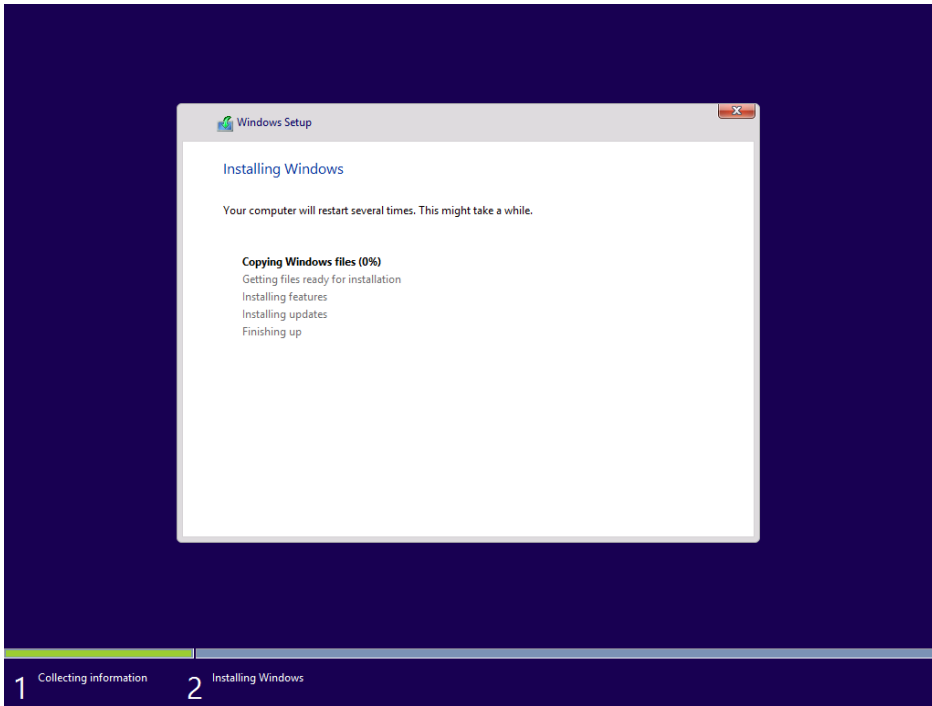 Windows Setup
Installing Windows
Your computer will restart several times. This might take a while.
Copying Windows files (0%)
Getting files ready for installation
Installing features
Installing updates
Finishing up
1 Collecting information
2 Installing Windows